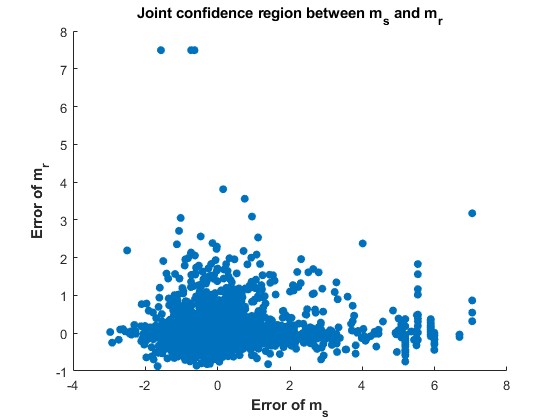 Joint confidence region between m_s and m_r
8
7
6
5
4
3
2
1
0
-1
Error of m_r
-4 -2 0 2 4 6 8
Error of m_s